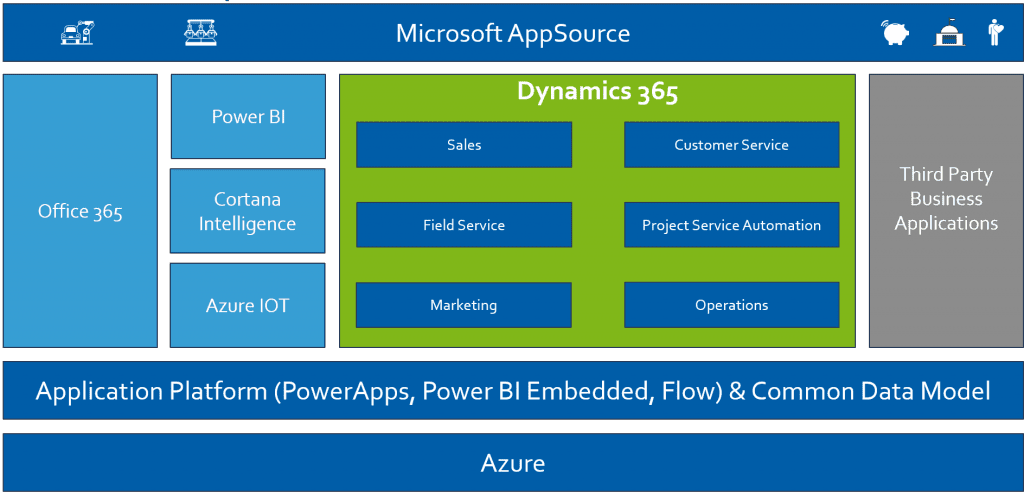 Microsoft AppSource
Office 365
Power BI
Cortana
Intelligence
Azure IOT
Dynamics 365
Sales
Customer Service
Field Service
Project Service Automation
Marketing
Operations
Third Party
Business
Applications
Application Platform (PowerApps, Power BI Embedded, Flow) & Common Data Model
Azure